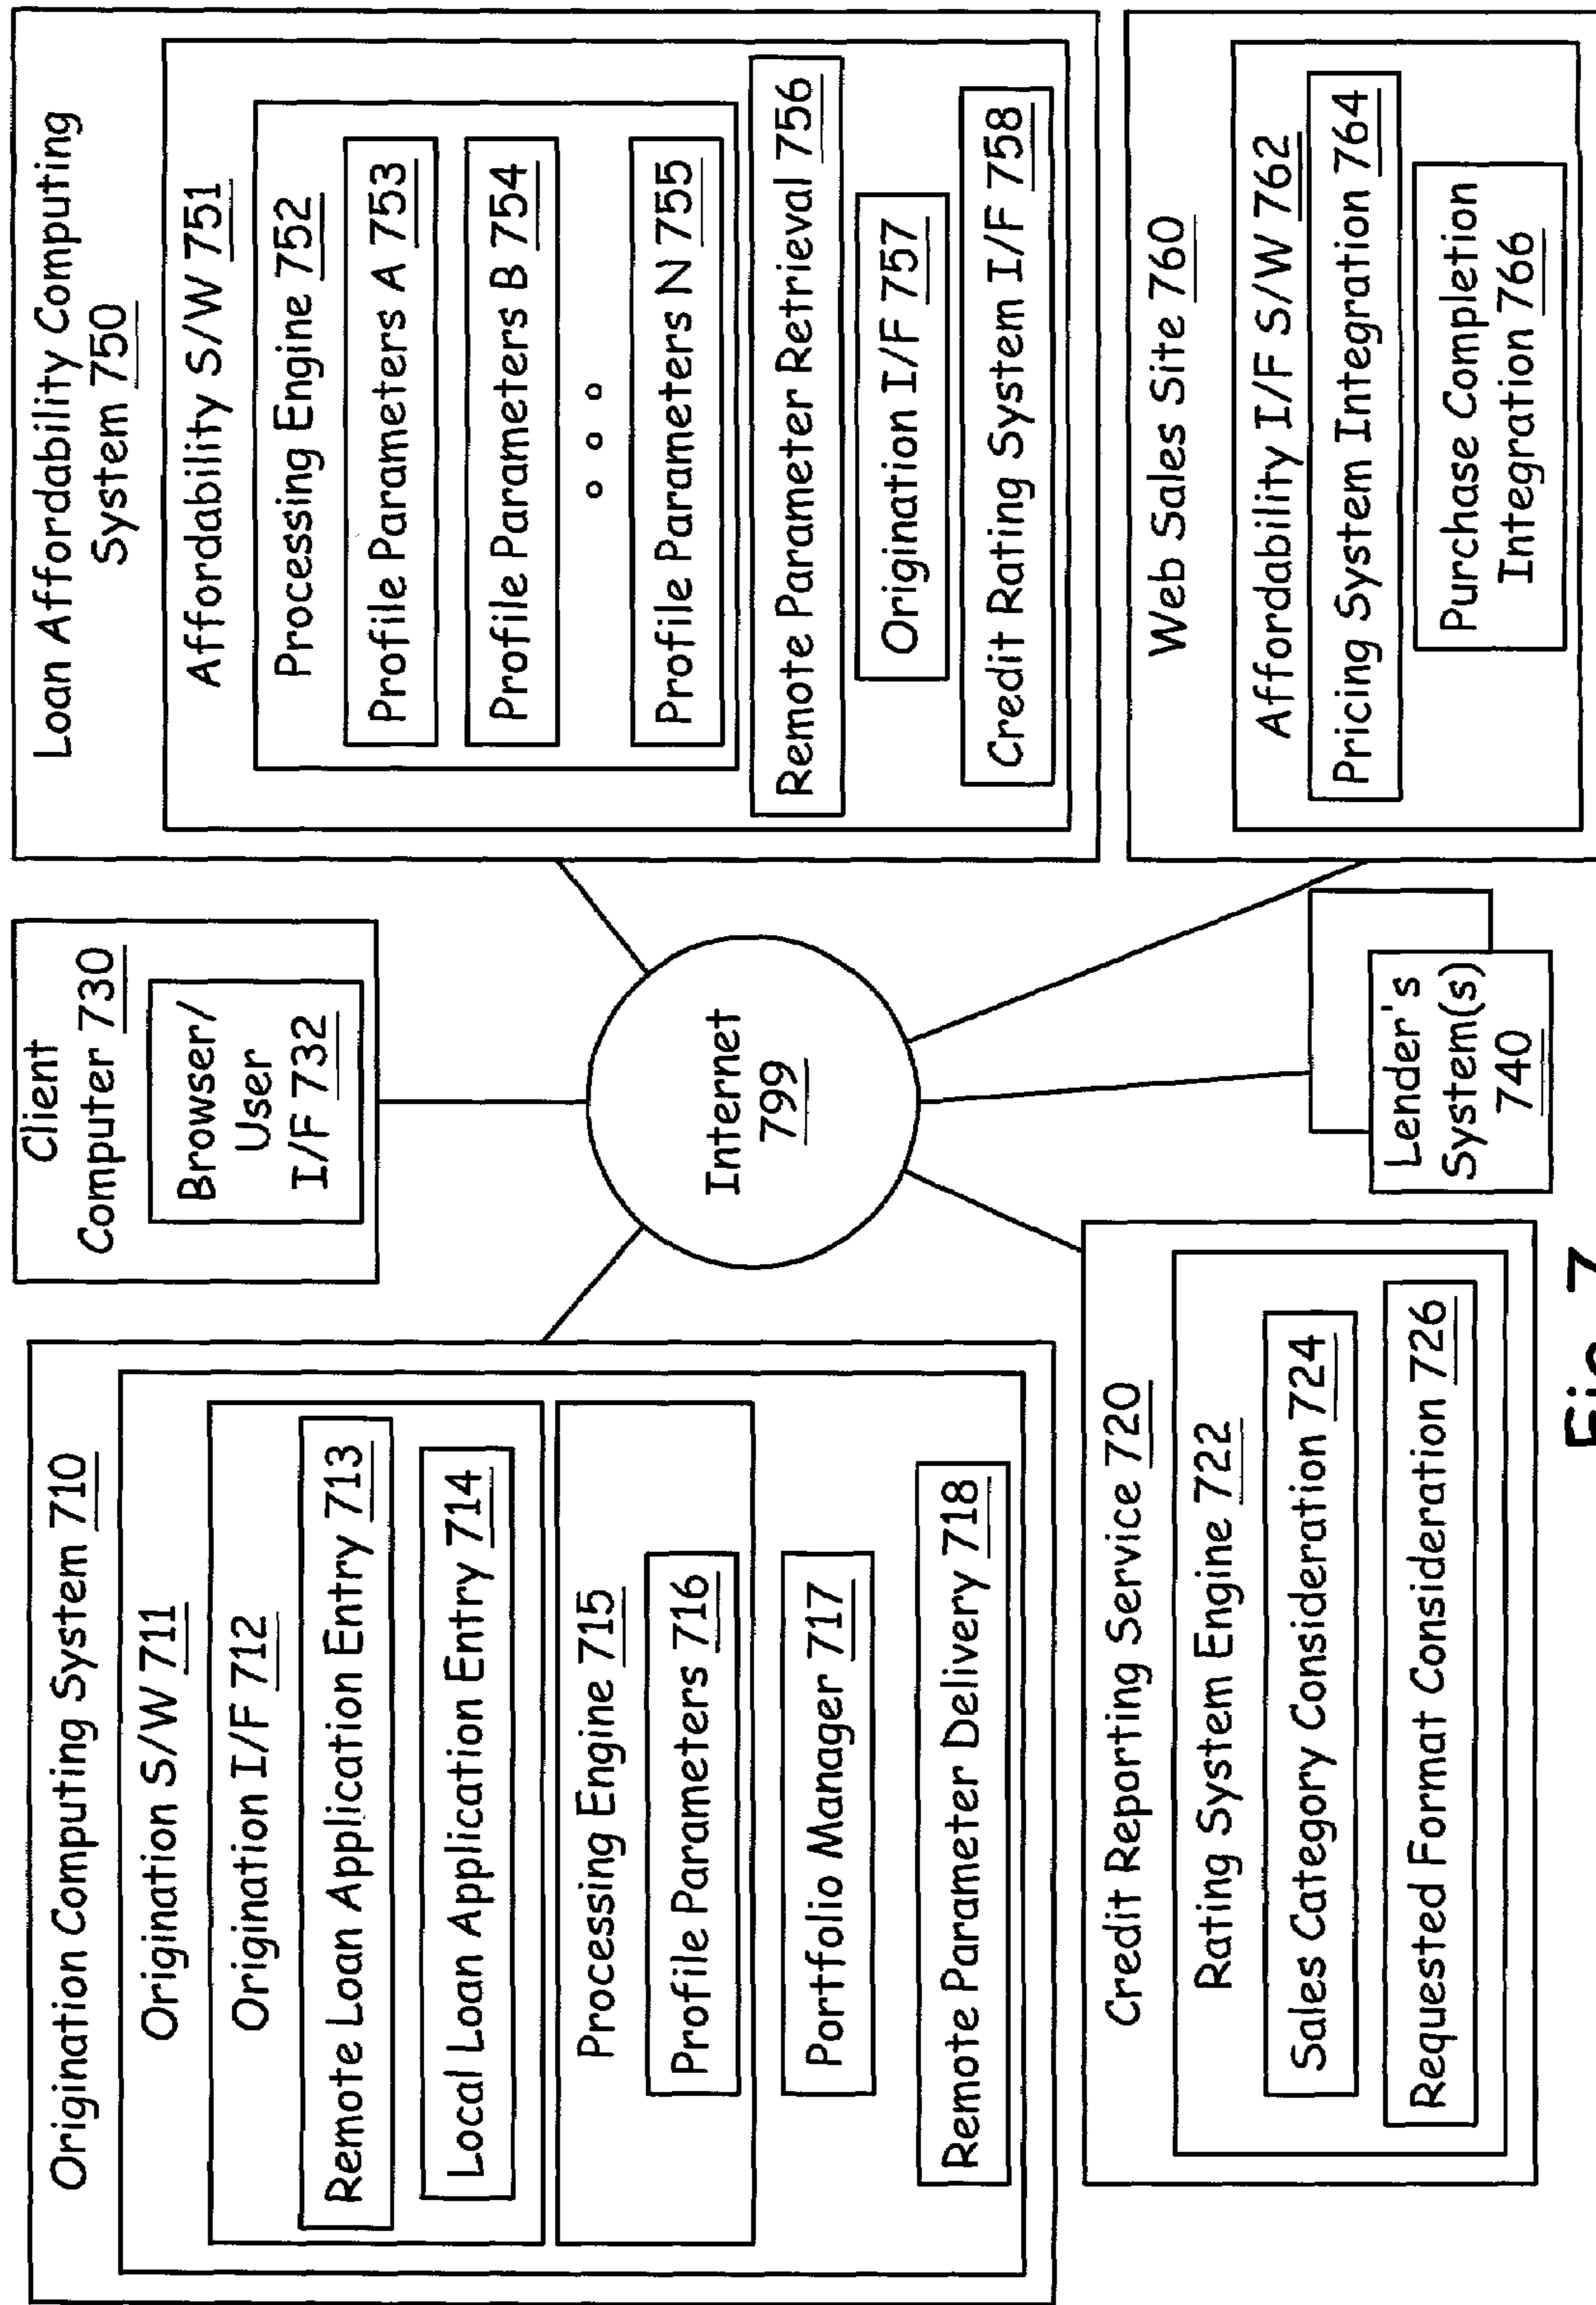 Origination Computing System 710
Origination S/W 711
Origination I/F 712
Remote Loan Application Entry 713
Local Loan Application Entry 714
Processing Engine 715
Profile Parameters 716
Portfolio Manager 717
Remote Parameter Delivery 718
Credit Reporting Service 720
Rating System Engine 722
Sales Category Consideration 724
Requested Format Consideration 726
Client
Computer 730
Browser/
User
I/F 732
Internet
799
Lender's
System(s)
740
Loan Affordability Computing
System 750
Affordability S/W 751
Processing Engine 752
Profile Parameters A 753
Profile Parameters B 754
Profile Parameters N 755
Remote Parameter Retrieval 756
Origination I/F 757
Credit Rating System I/F 758
Web Sales Site 760
Affordability I/F S/W 762
Pricing System Integration 764
Purchase Completion
Integration 766
Fig. 7